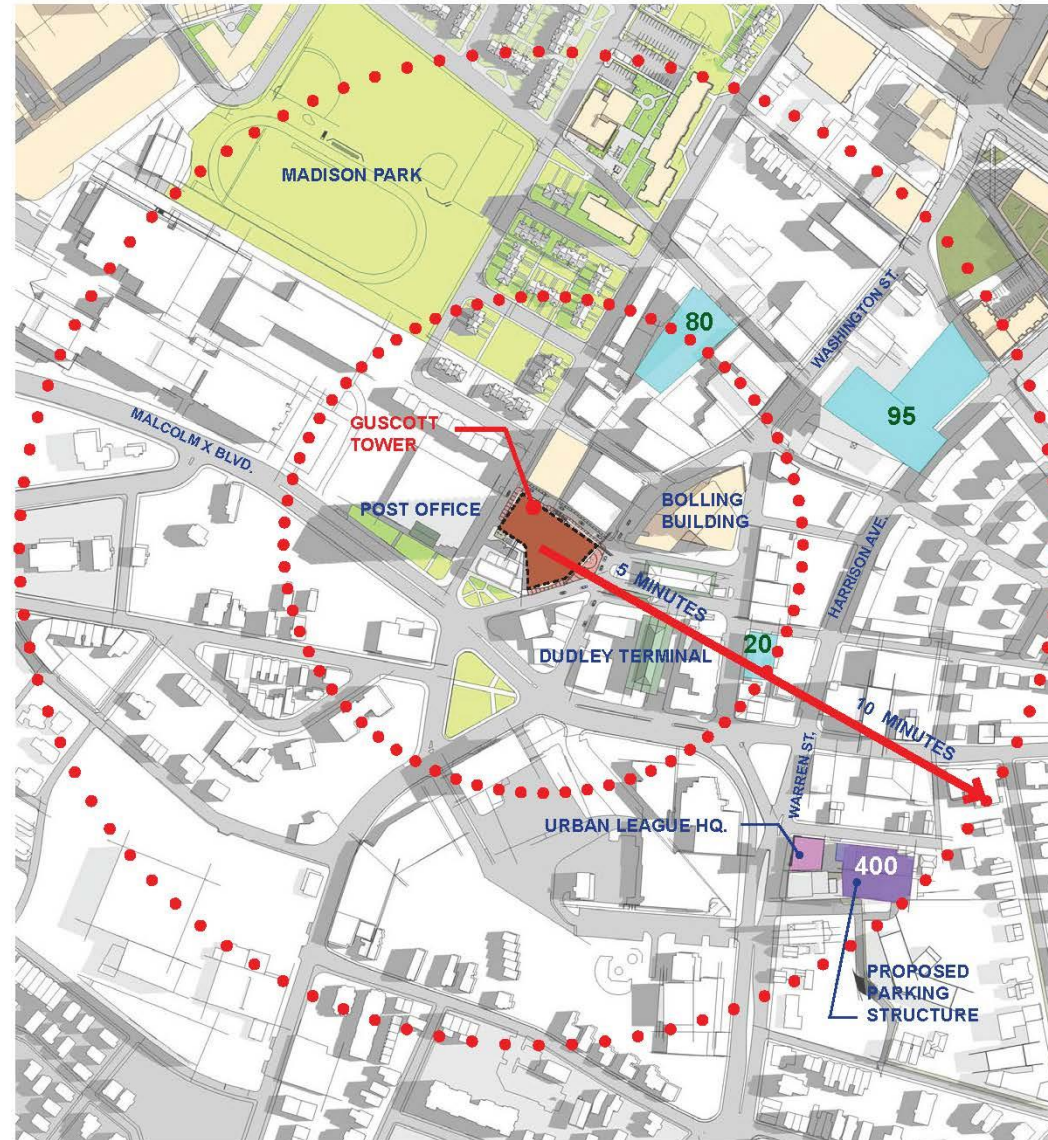 MADISON PARK
80
WASHINGTON ST.
95
GUSCOTT
TOWER
MALCOLM X BLVD.
POST OFFICE
BOLLING
BUILDING
HARRISON AVE.
5 MINUTES
20
DUDLEY TERMINAL
10 MINUTES
WARREN ST.
URBAN LEAGUE HQ.
400
PROPOSED
PARKING
STRUCTURE